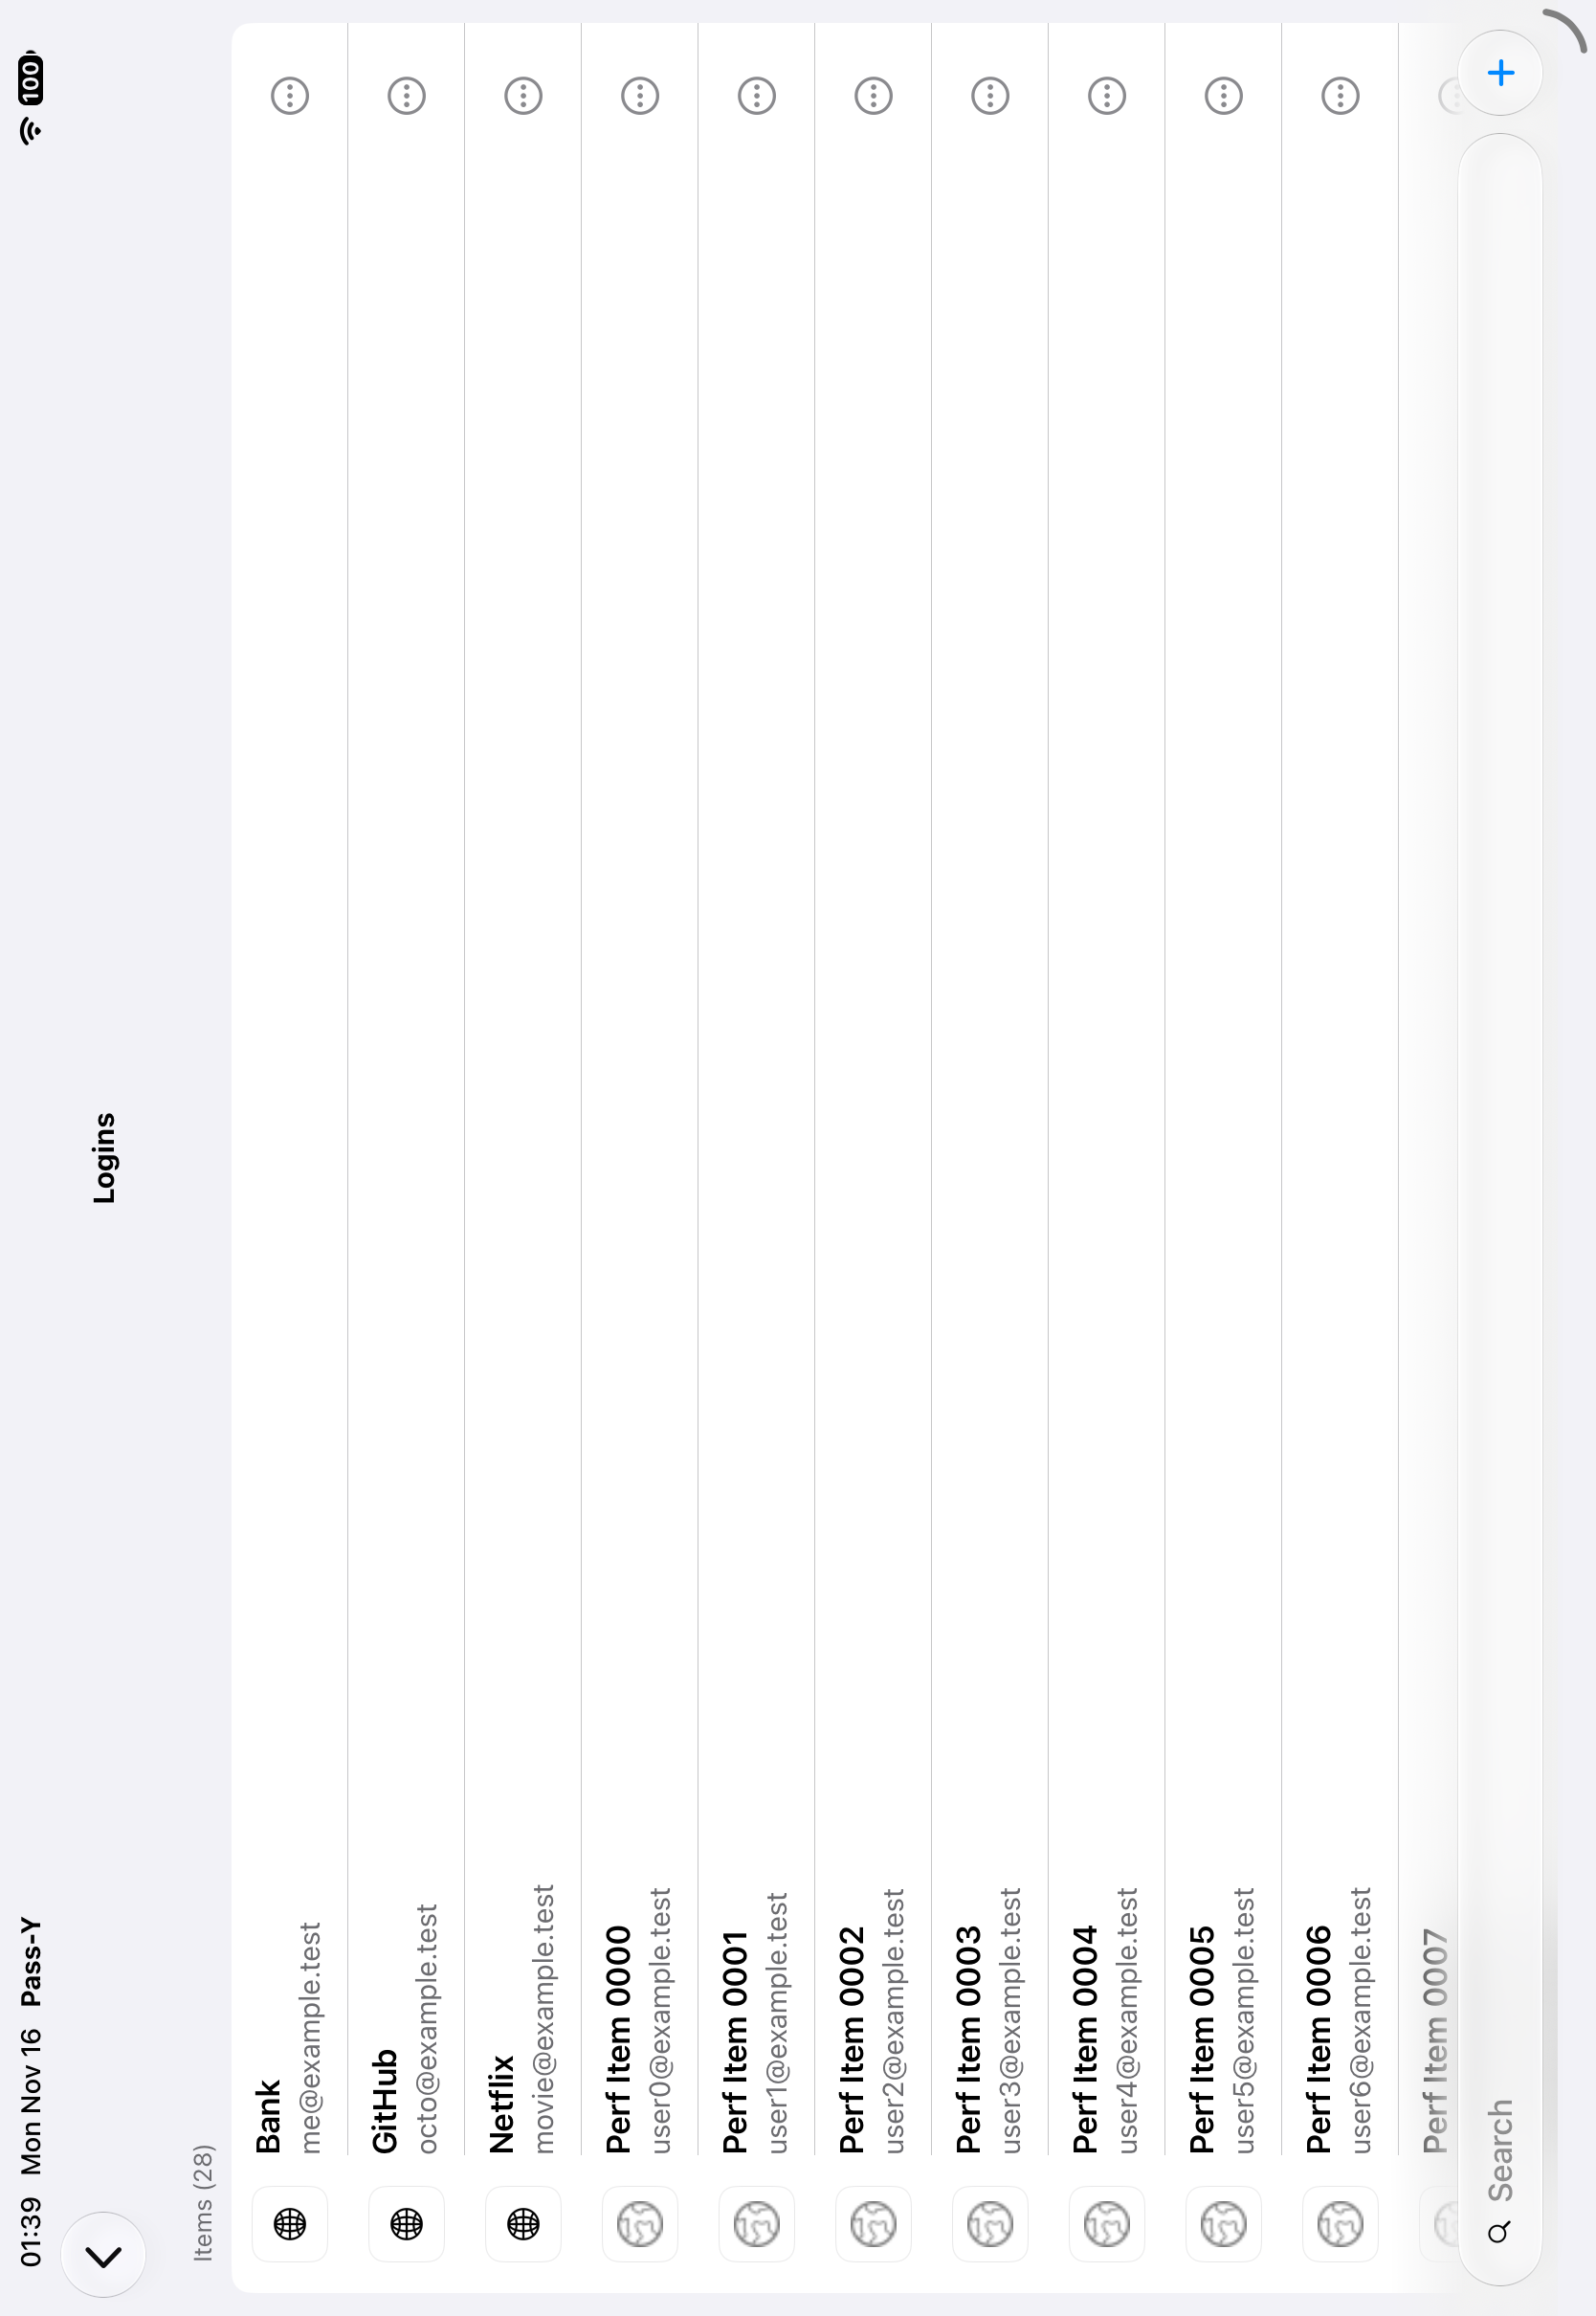 01:39 Mon Nov 16 Pass-Y
100
Logins
Items (28)
Bank
me@example.test
GitHub
octo@example.test
Netflix
movie@example.test
Perf Item 0000
user0@example.test
Perf Item 0001
user1@example.test
Perf Item 0002
user2@example.test
Perf Item 0003
user3@example.test
Perf Item 0004
user4@example.test
Perf Item 0005
user5@example.test
Perf Item 0006
user6@example.test
Perf Item 0007
Search